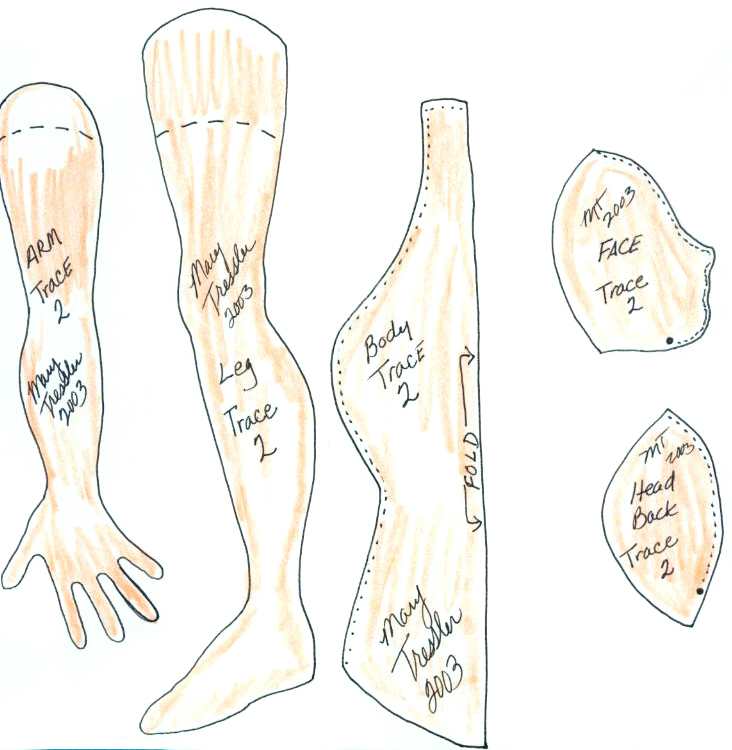 ARM
Trace
2
Mary
Tressler
2003
Mary
Tressler
2003
Leg
Trace
2
Body
Trace
2
FOLD
Mary
Tressler
2003
MT
2003
FACE
Trace
2
MT 2003
Head
Back
Trace
2